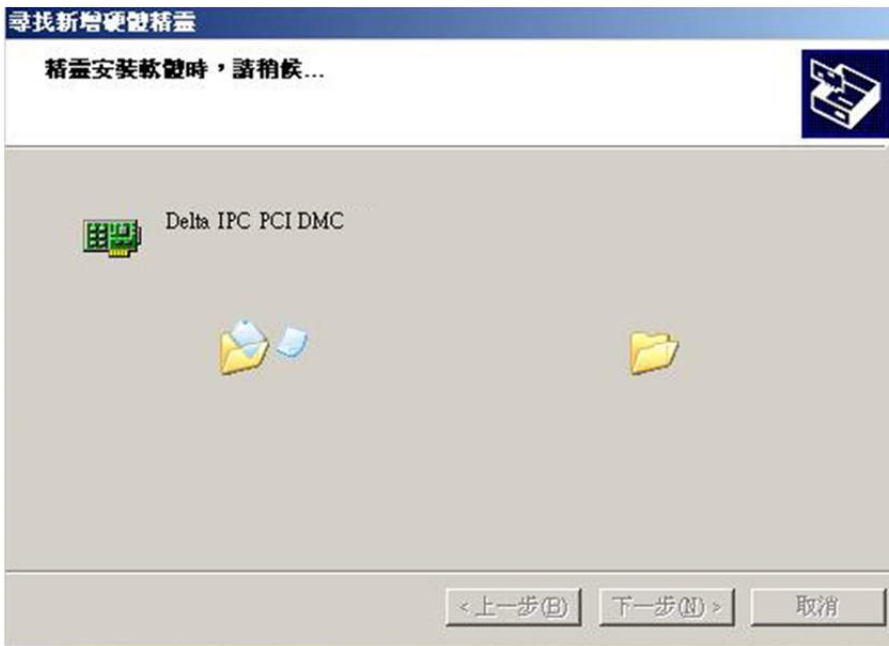 尋找新增硬體精靈
精靈安裝軟體時，請稍候...
Delta IPC PCI DMC
<上一步(B)
下一步(N)>
取消